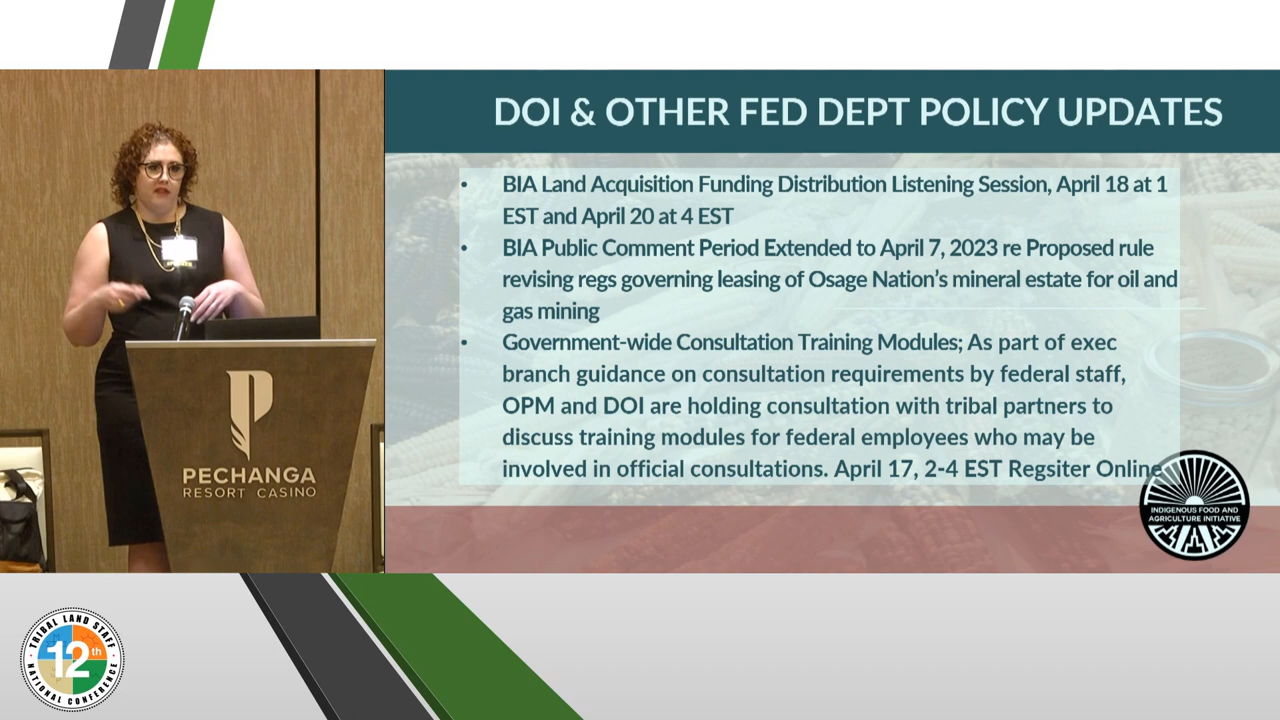 DOI & OTHER FED DEPT POLICY UPDATES
• BIA Land Acquisition Funding Distribution Listening Session, April 18 at 1
EST and April 20 at 4 EST
• BIA Public Comment Period Extended to April 7, 2023 re Proposed rule
revising regs governing leasing of Osage Nation’s mineral estate for oil and
gas mining
• Government-wide Consultation Training Modules; As part of exec
branch guidance on consultation requirements by federal staff,
OPM and DOI are holding consultation with tribal partners to
discuss training modules for federal employees who may be
involved in official consultations. April 17, 2-4 EST Regsiter Online
INDIGENOUS FOOD AND
AGRICULTURE INITIATIVE
PECHANGA
RESORT CASINO
TRIBAL LAND STAFF
12th
NATIONAL CONFERENCE